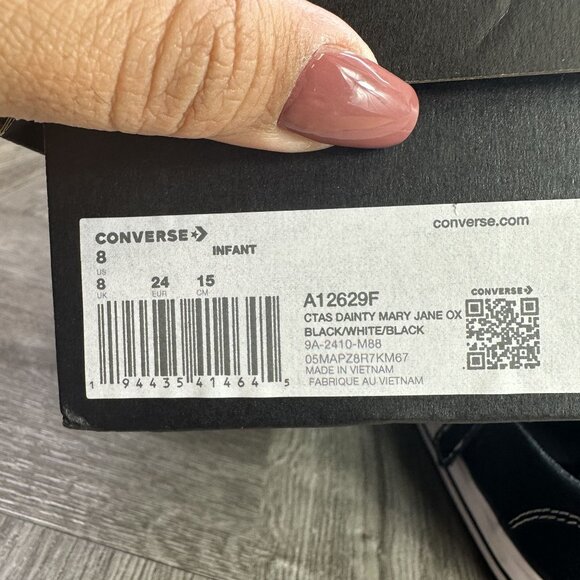 CONVERSE
converse.com
8 INFANT
US
8 24 15
UK EUR CM
1 94435 41464 5
A12629F
CTAS DAINTY MARY JANE OX
BLACK/WHITE/BLACK
9A-2410-M88
05MAPZ8R7KM67
MADE IN VIETNAM
FABRIQUE AU VIETNAM
CONVERSE